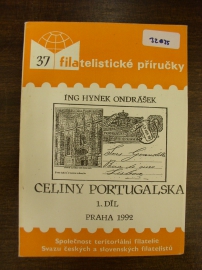 37 filatelistické příručky
ING HYNEK ONDRÁŠEK
CELINY PORTUGALSKA
1. DÍL
PRAHA 1992
Společnost teritoriální filatelie
Svazu českých a slovenských filatelistů